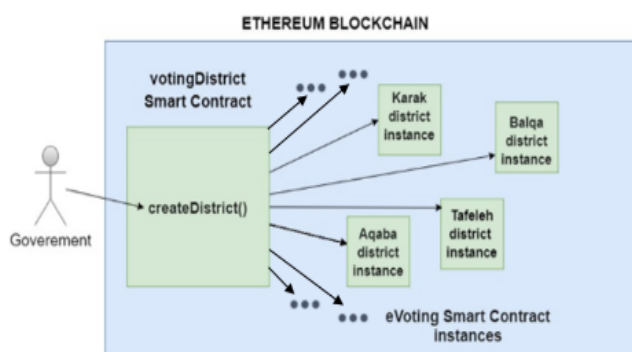 ETHEREUM BLOCKCHAIN
votingDistrict
Smart Contract
Karak
district
instance
Balqa
district
instance
createDistrict()
Goverement
Tafeleh
district
instance
Aqaba
district
instance
eVoting Smart Contract
instances